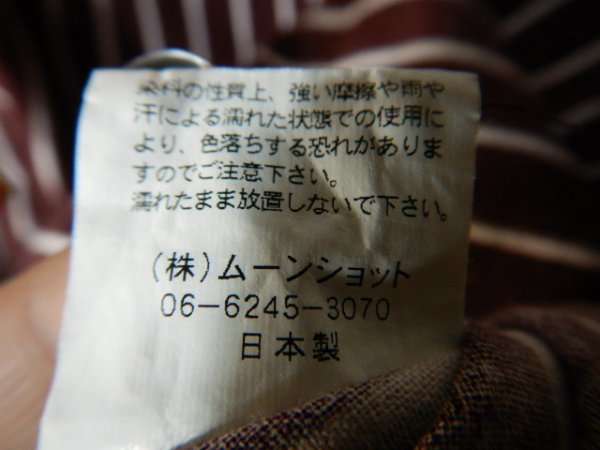 染料の性質上、強い摩擦や雨や
汗による濡れた状態での使用に
より、色落ちする恐れがありま
すのでご注意下さい。
濡れたまま放置しないで下さい。
(株)ムーンショット
06-6245-3070
日本製